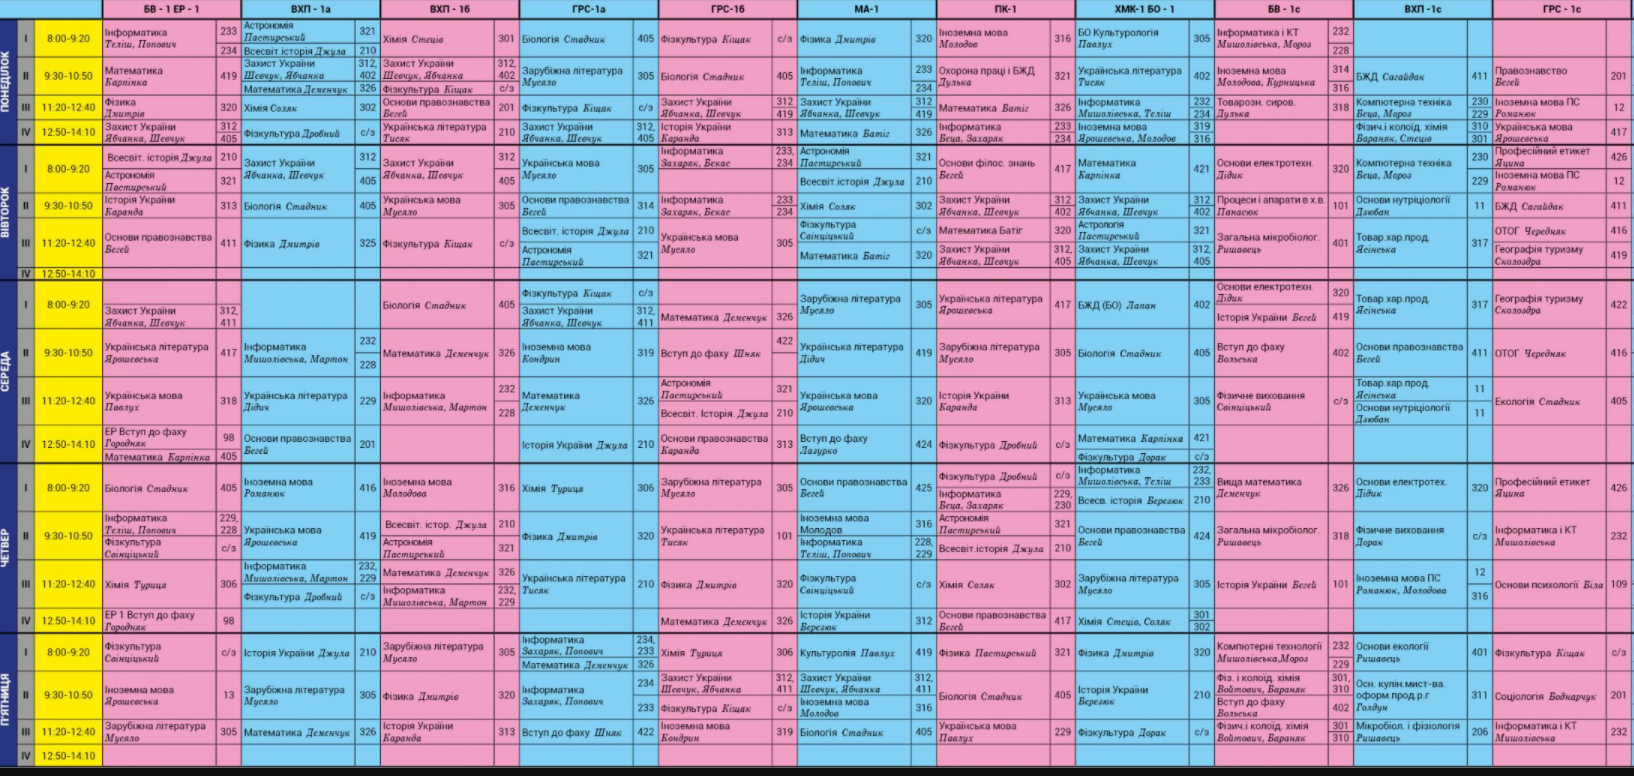 БВ - 1 ЕР - 1
ВХП - 1а
ВХП - 1б
ГРС-1а
ГРС-1б
МА-1
ПК-1
ХМК-1 БО - 1
БВ - 1с
ВХП -1с
ГРС - 1с
ПОНЕДІЛОК
I 8:00-9:20
Інформатика 233
Теліш, Попович 234
Астрономія 321
Пастирський
Всесвіт.історія Джула 210
Хімія Стеців 301
Біологія Стадник 405
Фізкультура Кіщак с/з
Фізика Дмитрів 320
Іноземна мова 316
Молодов
БО Культурологія 305
Павлух
Інформатика і КТ 232
Мишолівська, Мороз 228
II 9:30-10:50
Математика 419
Карпінка
Захист України 312,
Шевчук, Ябчанка 402
Математика Деменчук 326
Захист України 312,
Шевчук, Ябчанка 402
Фізкультура Кіщак с/з
Зарубіжна література 305
Мусяло
Біологія Стадник 405
Інформатика 233
Теліш, Попович 234
Охорона праці і БЖД 321
Дулька
Українська література 402
Тисяк
Іноземна мова 314
Молодова, Курницька 316
БЖД Сагайдак 411
Правознавство 201
Бегей
III 11:20-12:40
Фізика 320
Дмитрів
Хімія Соляк 302
Основи правознавства 201
Бегей
Фізкультура Кіщак с/з
Захист України 312
Ябчанка, Шевчук 419
Захист України 312
Ябчанка, Шевчук 419
Математика Батіг 326
Інформатика 232
Мишолівська, Теліш 234
Товарозн. сиров. 318
Дулька
Компютерна техніка 230
Беца, Мороз 229
Іноземна мова ПС 12
Романюк
IV 12:50-14:10
Захист України 312
Ябчанка, Шевчук 405
Фізкультура Дробний с/з
Українська література 210
Тисяк
Захист України 312,
Ябчанка, Шевчук 405
Історія України 313
Каранда
Математика Батіг 326
Інформатика 233
Беца, Захаряк 234
Іноземна мова 319
Ярошевська, Молодов 316
Фізич.і колоїд. хімія 310
Бараняк, Стеців 301
Українська мова 417
Ярошевська
ВІВТОРОК
I 8:00-9:20
Всесвіт. історія Джула 210
Астрономія 321
Пастирський
Захист України 312
Ябчанка, Шевчук 405
Захист України 312
Ябчанка, Шевчук 405
Українська мова 305
Мусяло
Інформатика 233,
Захаряк, Бекас 234
Астрономія 321
Пастирський
Всесвіт.історія Джула 210
Основи філос. знань 417
Бегей
Математика 421
Карпінка
Основи електротехн. 320
Дідик
Компютерна техніка 230
Беца, Мороз 229
Професійний етикет 426
Яцина
Іноземна мова ПС 12
Романюк
II 9:30-10:50
Історія України 313
Каранда
Біологія Стадник 405
Українська мова 305
Мусяло
Основи правознавства 314
Бегей
Інформатика 233
Захаряк, Бекас 234
Хімія Соляк 302
Захист України 312
Ябчанка, Шевчук 402
Захист України 312
Ябчанка, Шевчук 402
Процеси і апарати в х.в. 101
Панасюк
Основи нутріціології 11
Дзюбан
БЖД Сагайдак 411
III 11:20-12:40
Основи правознавства 411
Бегей
Фізика Дмитрів 325
Фізкультура Кіщак с/з
Всесвіт. історія Джула 210
Астрономія 321
Пастирський
Українська мова 305
Мусяло
Фізкультура с/з
Свінціцький
Математика Батіг 320
Математика Батіг 320
Захист України 312,
Ябчанка, Шевчук 405
Астрологія 321
Пастирський
Захист України 312,
Ябчанка, Шевчук 405
Загальна мікробіолог. 401
Ришавець
Товар.хар.прод. 317
Ясінська
ОТОГ Чередняк 416
Географія туризму 419
Сколоздра
IV 12:50-14:10
СЕРЕДА
I 8:00-9:20
Захист України 312,
Ябчанка, Шевчук 411
Біологія Стадник 405
Фізкультура Кіщак с/з
Захист України 312,
Ябчанка, Шевчук 411
Математика Деменчук 326
Зарубіжна література 305
Мусяло
Українська література 417
Ярошевська
БЖД (БО) Лапан 402
Основи електротехн. 320
Дідик
Історія України Бегей 419
Товар.хар.прод. 317
Ясінська
Географія туризму 422
Сколоздра
II 9:30-10:50
Українська література 417
Ярошевська
Інформатика 232
Мишолівська, Мартон 228
Математика Деменчук 326
Іноземна мова 319
Кондрин
Вступ до фаху Шняк 422
Українська література 419
Дідич
Зарубіжна література 305
Мусяло
Біологія Стадник 405
Вступ до фаху 402
Вольська
Основи правознавства 411
Бегей
ОТОГ Чередняк 416
III 11:20-12:40
Українська мова 318
Павлух
Українська література 229
Дідич
Інформатика 232
Мишолівська, Мартон 228
Математика 326
Деменчук
Астрономія 321
Пастирський
Всесвіт. Історія. Джула 210
Українська мова 320
Ярошевська
Історія України 313
Каранда
Українська мова 305
Мусяло
Фізичне виховання с/з
Свінціцький
Товар.хар.прод. 11
Ясінська
Основи нутріціології 11
Дзюбан
Екологія Стадник 405
IV 12:50-14:10
ЕР Вступ до фаху 98
Городняк
Математика Карпінка 405
Основи правознавства 201
Бегей
Історія України Джула 210
Основи правознавства 313
Каранда
Вступ до фаху 424
Лазурко
Фізкультура Дробний с/з
Математика Карпінка 421
Фізкультура Дорак с/з
ЧЕТВЕР
I 8:00-9:20
Біологія Стадник 405
Іноземна мова 416
Романюк
Іноземна мова 316
Молодова
Хімія Туриця 306
Зарубіжна література 305
Мусяло
Основи правознавства 425
Бегей
Фізкультура Дробний с/з
Інформатика 229,
Беца, Захаряк 230
Інформатика 232,
Мишолівська, Теліш 233
Всесв. історія Березюк 210
Вища математика 326
Деменчук
Основи електротех. 320
Дідик
Професійний етикет 426
Яцина
II 9:30-10:50
Інформатика 229,
Теліш, Попович 228
Фізкультура с/з
Свінціцький
Українська мова 419
Ярошевська
Всесвіт. істор. Джула 210
Астрономія 321
Пастирський
Фізика Дмитрів 320
Українська література 101
Тисяк
Іноземна мова 316
Молодов
Інформатика 228,
Теліш, Попович 229
Астрономія 321
Пастирський
Всесвіт.історія Джула 210
Основи правознавства 424
Бегей
Загальна мікробіолог. 318
Ришавець
Фізичне виховання с/з
Дорак
Інформатика і КТ 232
Мишолівська
III 11:20-12:40
Хімія Туриця 306
Інформатика 232,
Мишолівська, Мартон 229
Фізкультура Дробний с/з
Математика Деменчук 326
Інформатика 232,
Мишолівська, Мартон 229
Українська література 210
Тисяк
Фізика Дмитрів 320
Фізкультура с/з
Свінціцький
Хімія Соляк 302
Зарубіжна література 305
Мусяло
Історія України Бегей 101
Іноземна мова ПС 12
Романюк, Молодова 316
Основи психології Біла 109
IV 12:50-14:10
ЕР 1 Вступ до фаху 98
Городняк
Математика Деменчук 326
Історія України 312
Березюк
Основи правознавства 417
Бегей
Хімія Стеців, Соляк 301
302
П'ЯТНИЦЯ
I 8:00-9:20
Фізкультура с/з
Свінціцький
Історія України Джула 210
Зарубіжна література 305
Мусяло
Інформатика 234,
Захаряк, Попович 233
Математика Деменчук 326
Хімія Туриця 306
Культуролія Павлух 419
Фізика Пастирський 321
Фізика Дмитрів 320
Компютерні технології 232
Мишолівська,Мороз 229
Основи екології 401
Ришавець
Фізкультура Кіщак с/з
II 9:30-10:50
Іноземна мова 13
Ярошевська
Зарубіжна література 305
Мусяло
Фізика Дмитрів 320
Інформатика 234
Захаряк, Попович 233
Захист України 312,
Шевчук, Ябчанка 411
Фізкультура Кіщак с/з
Захист України 312,
Шевчук, Ябчанка 411
Іноземна мова 316
Молодов
Біологія Стадник 405
Історія України 210
Березюк
Фіз. і колоїд. хімія 301,
Войтович, Бараняк 310
Вступ до фаху 402
Вольська
Осн. кулін.мист-ва. 311
оформ.прод.р.г
Голдун
Соціологія Боднарчук 201
III 11:20-12:40
Зарубіжна література 305
Мусяло
Математика Деменчук 326
Історія України 313
Каранда
Вступ до фаху Шняк 422
Іноземна мова 319
Кондрин
Біологія Стадник 405
Українська мова 229
Павлух
Фізкультура Дорак с/з
Фізич.і колоїд. хімія 301
Войтович, Бараняк 310
Мікробіол. і фізіологія 206
Ришавець
Інформатика і КТ 232
Мишолівська
IV 12:50-14:10